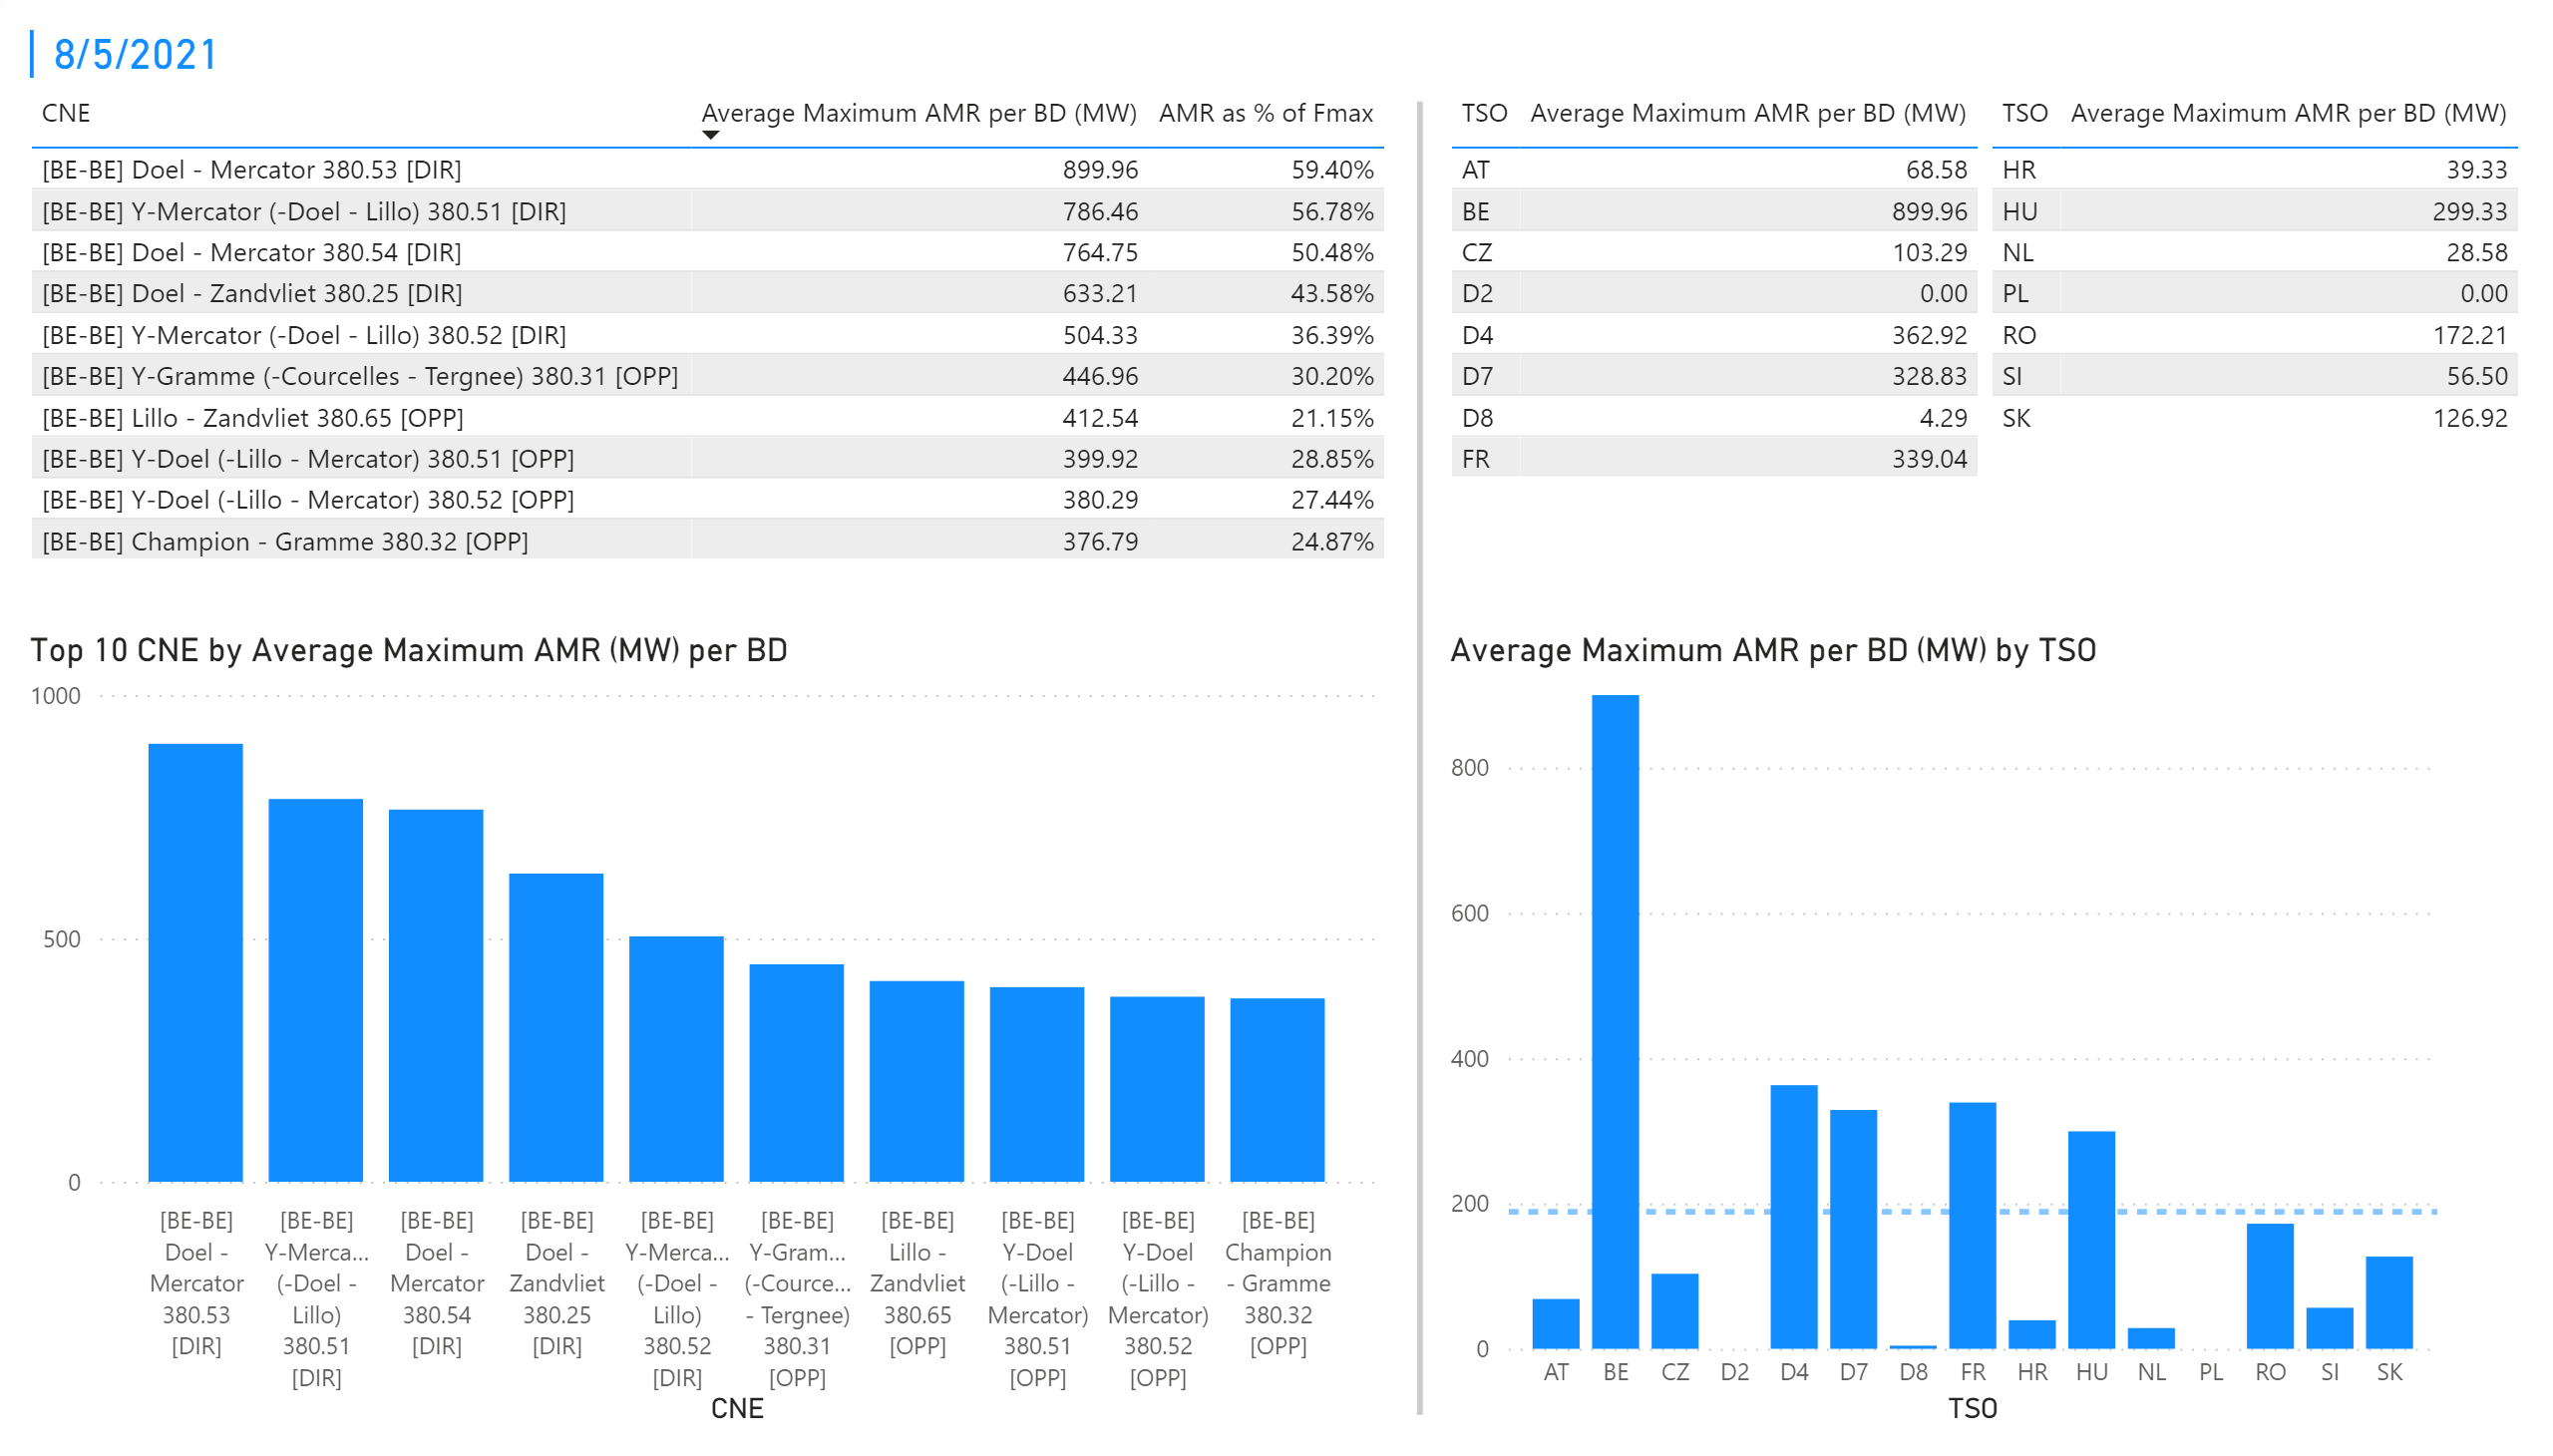 8/5/2021
CNE Average Maximum AMR per BD (MW) AMR as % of Fmax
[BE-BE] Doel - Mercator 380.53 [DIR] 899.96 59.40%
[BE-BE] Y-Mercator (-Doel - Lillo) 380.51 [DIR] 786.46 56.78%
[BE-BE] Doel - Mercator 380.54 [DIR] 764.75 50.48%
[BE-BE] Doel - Zandvliet 380.25 [DIR] 633.21 43.58%
[BE-BE] Y-Mercator (-Doel - Lillo) 380.52 [DIR] 504.33 36.39%
[BE-BE] Y-Gramme (-Courcelles - Tergnee) 380.31 [OPP] 446.96 30.20%
[BE-BE] Lillo - Zandvliet 380.65 [OPP] 412.54 21.15%
[BE-BE] Y-Doel (-Lillo - Mercator) 380.51 [OPP] 399.92 28.85%
[BE-BE] Y-Doel (-Lillo - Mercator) 380.52 [OPP] 380.29 27.44%
[BE-BE] Champion - Gramme 380.32 [OPP] 376.79 24.87%
TSO Average Maximum AMR per BD (MW)
AT 68.58
BE 899.96
CZ 103.29
D2 0.00
D4 362.92
D7 328.83
D8 4.29
FR 339.04
TSO Average Maximum AMR per BD (MW)
HR 39.33
HU 299.33
NL 28.58
PL 0.00
RO 172.21
SI 56.50
SK 126.92
Top 10 CNE by Average Maximum AMR (MW) per BD
1000
500
0
[BE-BE]
Doel -
Mercator
380.53
[DIR]
[BE-BE]
Y-Merca...
(-Doel -
Lillo)
380.51
[DIR]
[BE-BE]
Doel -
Mercator
380.54
[DIR]
[BE-BE]
Doel -
Zandvliet
380.25
[DIR]
[BE-BE]
Y-Merca...
(-Doel -
Lillo)
380.52
[DIR]
[BE-BE]
Y-Gram...
(-Ource...
- Tergnee)
380.31
[OPP]
[BE-BE]
Lillo -
Zandvliet
380.65
[OPP]
[BE-BE]
Y-Doel
(-Lillo -
Mercator)
380.51
[OPP]
[BE-BE]
Y-Doel
(-Lillo -
Mercator)
380.52
[OPP]
[BE-BE]
Champion
- Gramme
380.32
[OPP]
CNE
Average Maximum AMR per BD (MW) by TSO
800
600
400
200
0
AT BE CZ D2 D4 D7 D8 FR HR HU NL PL RO SI SK
TSO